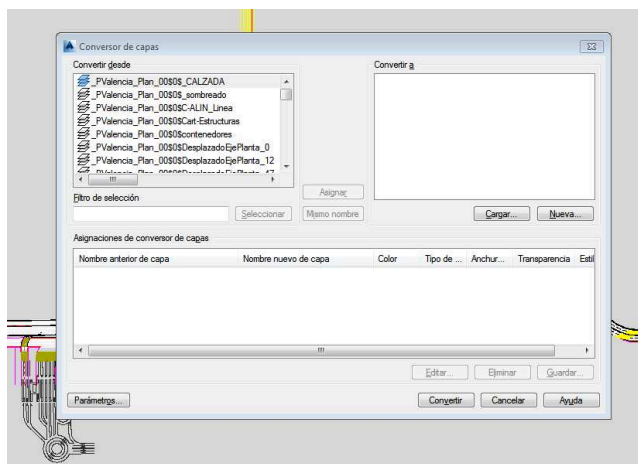 Conversor de capas
Convertir desde
Convertir a
_PValencia_Plan_00$0$_CALZADA
_PValencia_Plan_00$0$_sombreado
_PValencia_Plan_00$0$C-ALIN_Linea
_PValencia_Plan_00$0$Cart-Estructuras
_PValencia_Plan_00$0$contenedores
_PValencia_Plan_00$0$DesplazadoEjePlanta_0
_PValencia_Plan_00$0$DesplazadoEjePlanta_12
Filtro de selección
Asignar
Seleccionar
Mismo nombre
Cargar...
Nueva...
Asignaciones de conversor de capas
Nombre anterior de capa
Nombre nuevo de capa
Color
Tipo de ...
Anchur...
Transparencia
Estil
Editar...
Eliminar
Guardar...
Parámetros...
Convertir
Cancelar
Ayuda